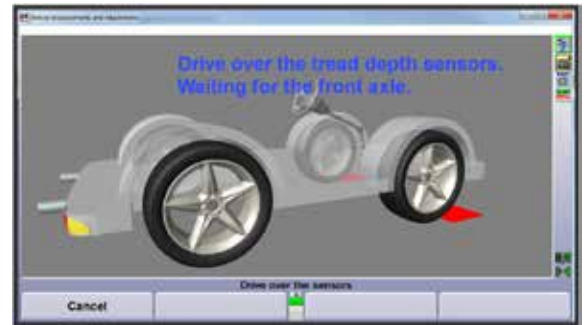 Drive over the tread depth sensors.
Waiting for the front axle.
Drive over the sensors
Cancel